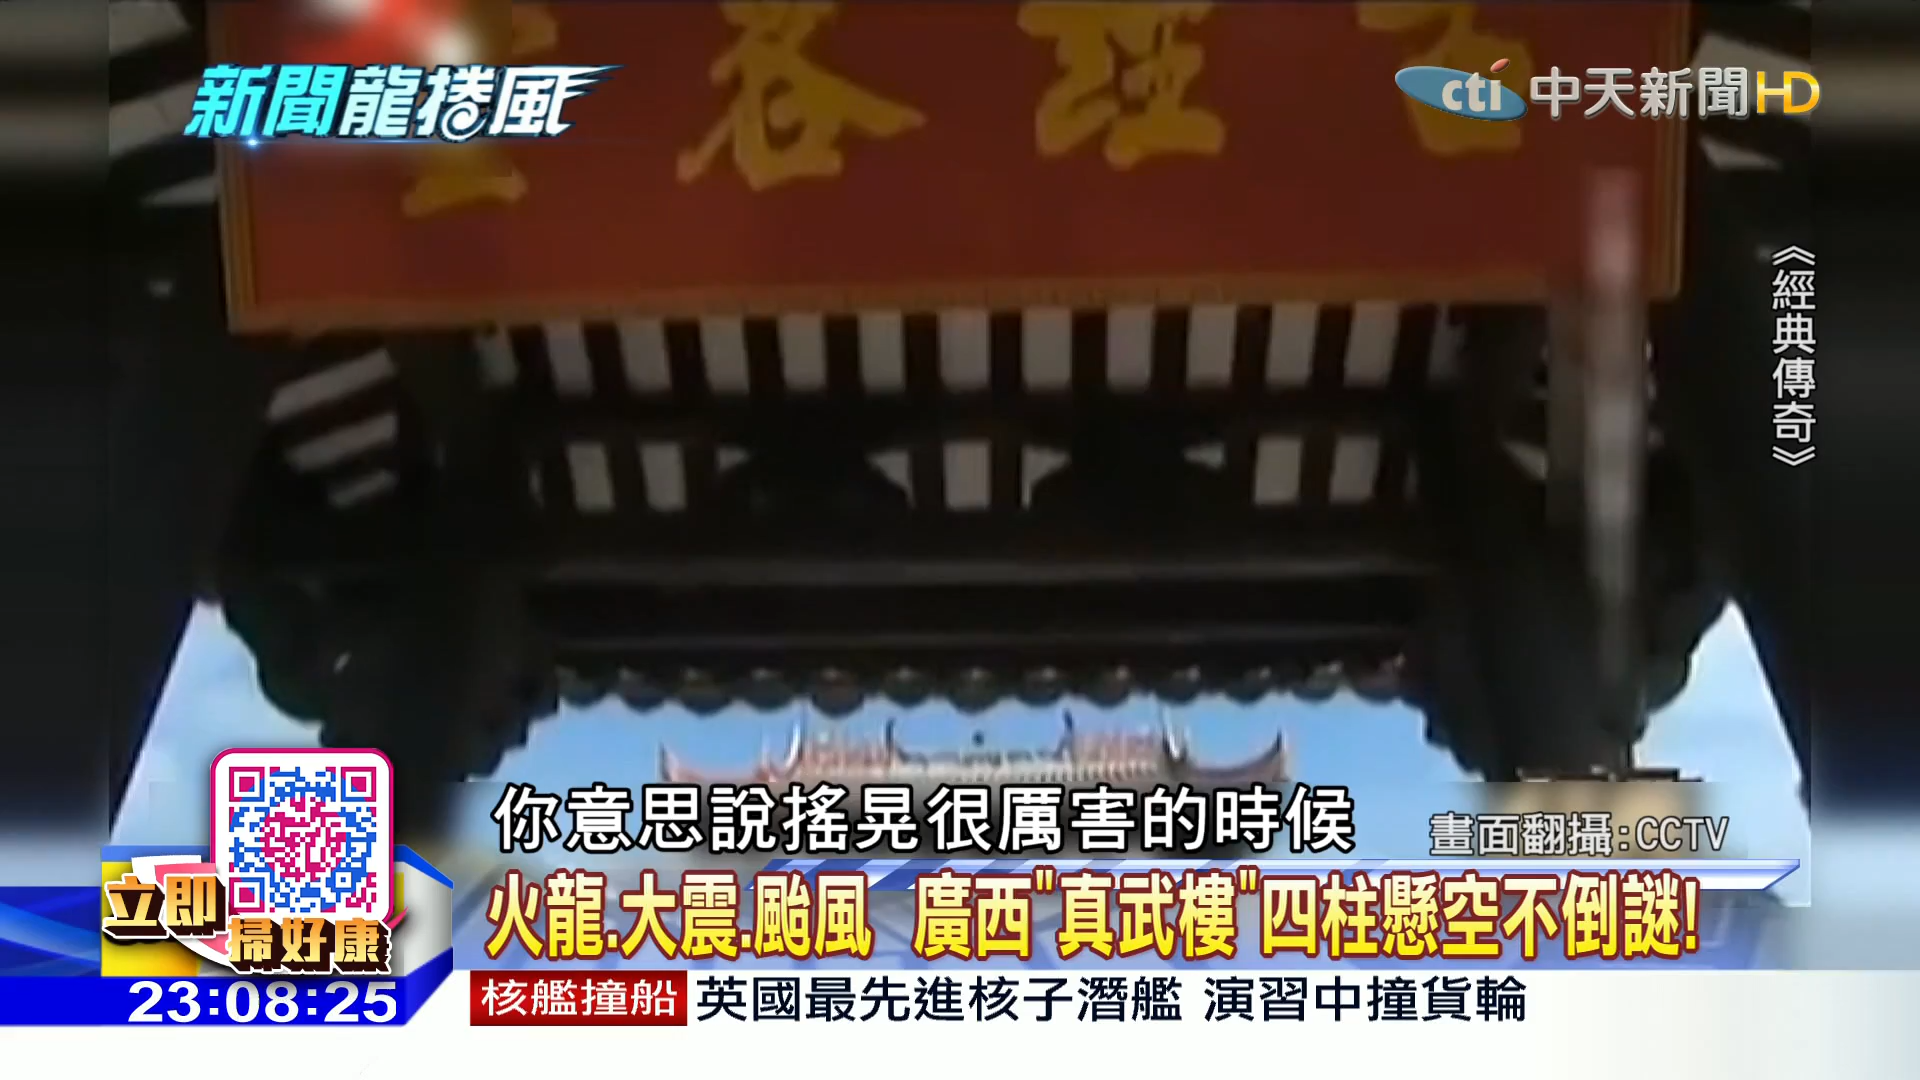 新聞龍捲風
cti 中天新聞HD
《經典傳奇》
你意思說搖晃很厲害的時候
畫面翻攝:CCTV
火龍.大震.颱風 廣西"真武樓"四柱懸空不倒謎!
立即
掃好康
23:08:25
核艦撞船 英國最先進核子潛艦 演習中撞貨輪